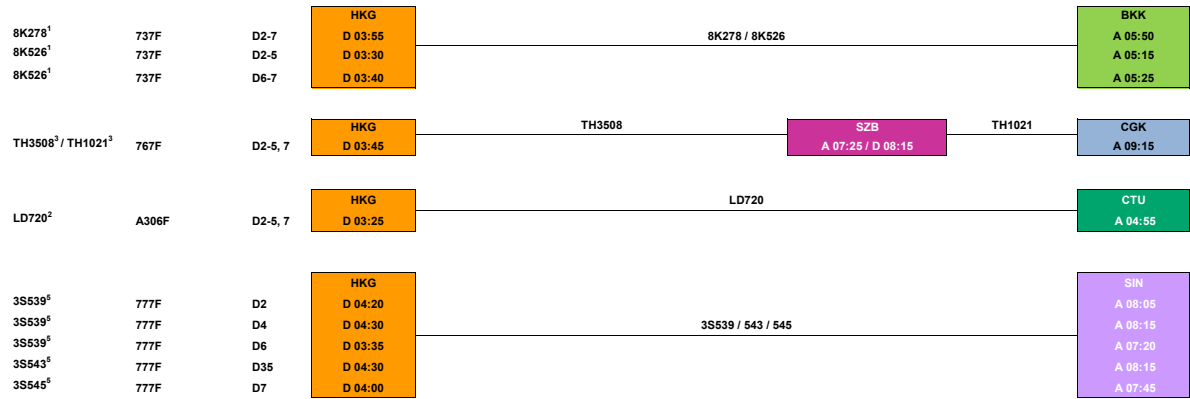 HKG BKK
8K278¹ 737F D2-7 D 03:55 8K278 / 8K526 A 05:50
8K526¹ 737F D2-5 D 03:30 A 05:15
8K526¹ 737F D6-7 D 03:40 A 05:25
HKG TH3508 SZB TH1021 CGK
TH3508³ / TH1021³ 767F D2-5, 7 D 03:45 A 07:25 / D 08:15 A 09:15
HKG LD720 CTU
LD720² A306F D2-5, 7 D 03:25 A 04:55
HKG SIN
3S539⁵ 777F D2 D 04:20 A 08:05
3S539⁵ 777F D4 D 04:30 3S539 / 543 / 545 A 08:15
3S539⁵ 777F D6 D 03:35 A 07:20
3S543⁵ 777F D35 D 04:30 A 08:15
3S545⁵ 777F D7 D 04:00 A 07:45